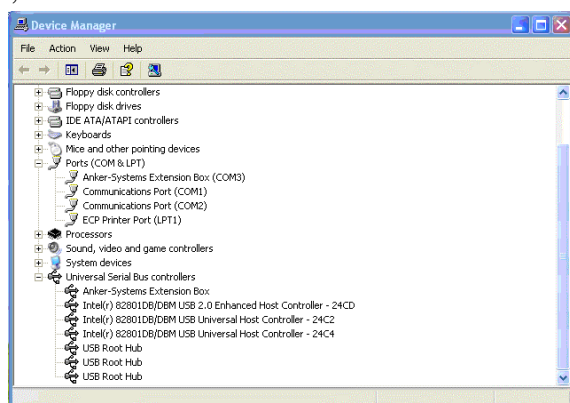 Device Manager
File Action View Help
Floppy disk controllers
Floppy disk drives
IDE ATA/ATAPI controllers
Keyboards
Mice and other pointing devices
Ports (COM & LPT)
Anker-Systems Extension Box (COM3)
Communications Port (COM1)
Communications Port (COM2)
ECP Printer Port (LPT1)
Processors
Sound, video and game controllers
System devices
Universal Serial Bus controllers
Anker-Systems Extension Box
Intel(r) 82801DB/DBM USB 2.0 Enhanced Host Controller - 24CD
Intel(r) 82801DB/DBM USB Universal Host Controller - 24C2
Intel(r) 82801DB/DBM USB Universal Host Controller - 24C4
USB Root Hub
USB Root Hub
USB Root Hub